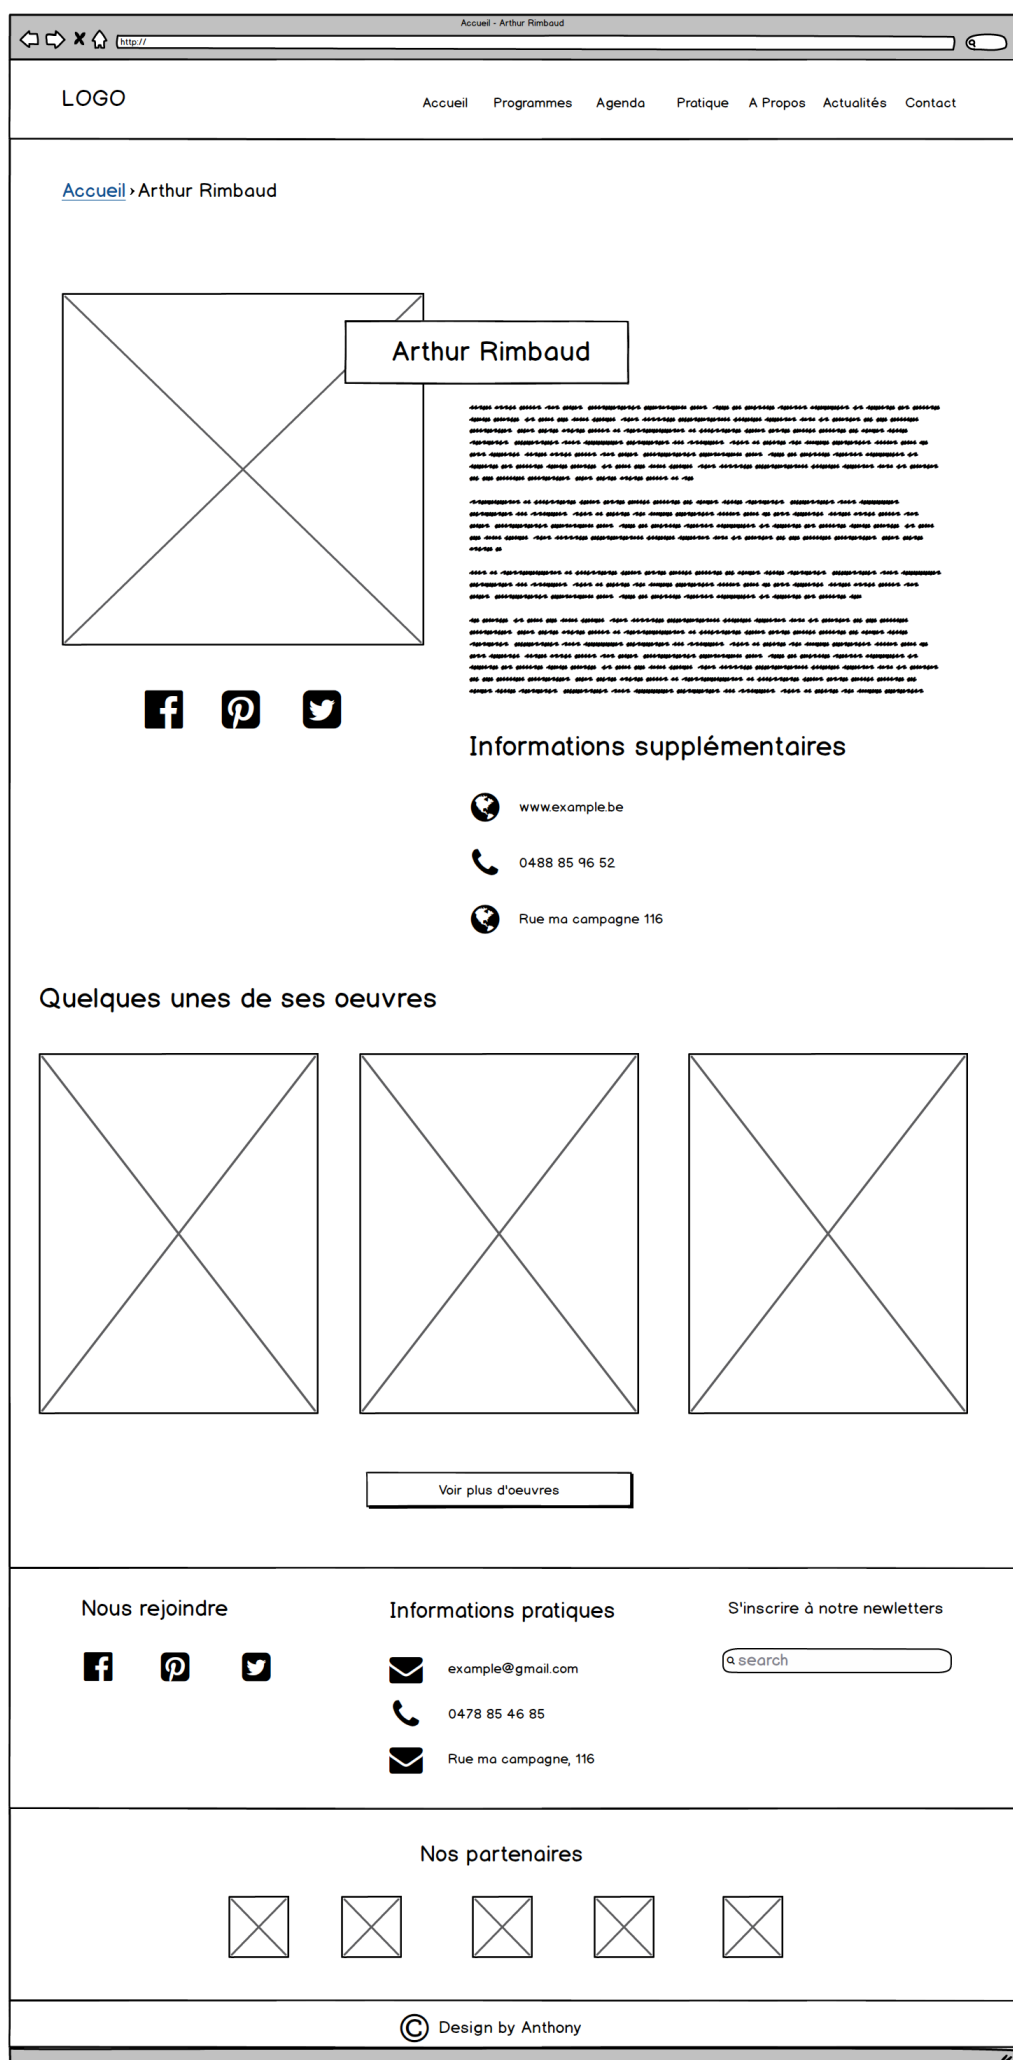 Accueil - Arthur Rimbaud
http://
LOGO
Accueil Programmes Agenda Pratique A Propos Actualités Contact
Accueil › Arthur Rimbaud
Arthur Rimbaud
Informations supplémentaires
www.example.be
0488 85 96 52
Rue ma campagne 116
Quelques unes de ses oeuvres
Voir plus d'oeuvres
Nous rejoindre
Informations pratiques
example@gmail.com
0478 85 46 85
Rue ma campagne, 116
S'inscrire à notre newletters
search
Nos partenaires
© Design by Anthony